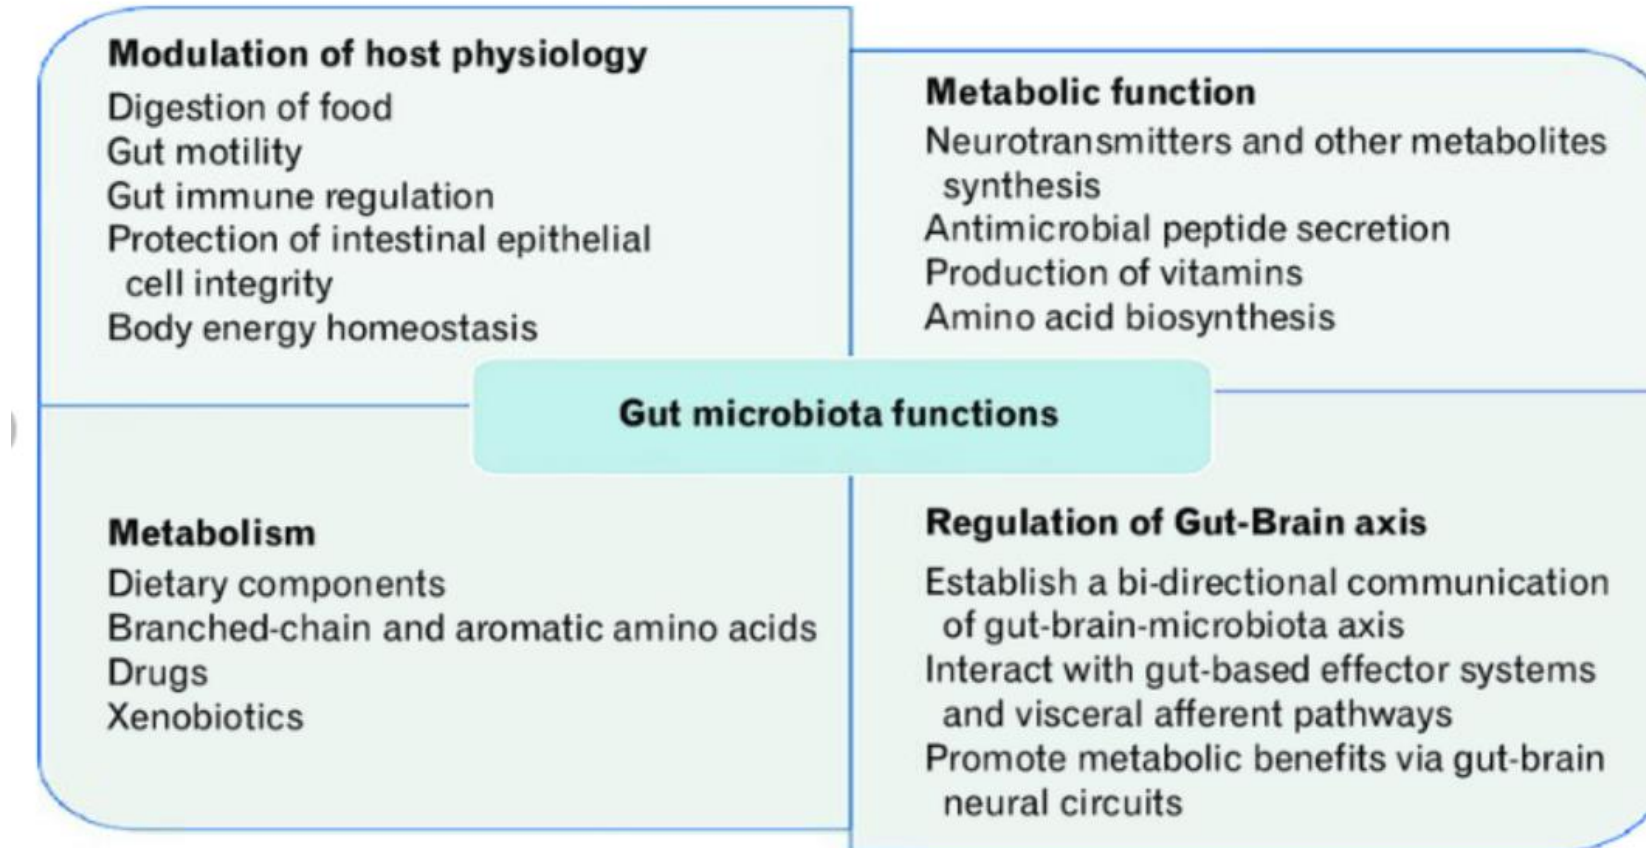 Modulation of host physiology
Digestion of food
Gut motility
Gut immune regulation
Protection of intestinal epithelial
cell integrity
Body energy homeostasis
Metabolic function
Neurotransmitters and other metabolites
synthesis
Antimicrobial peptide secretion
Production of vitamins
Amino acid biosynthesis
Gut microbiota functions
Metabolism
Dietary components
Branched-chain and aromatic amino acids
Drugs
Xenobiotics
Regulation of Gut-Brain axis
Establish a bi-directional communication
of gut-brain-microbiota axis
Interact with gut-based effector systems
and visceral afferent pathways
Promote metabolic benefits via gut-brain
neural circuits